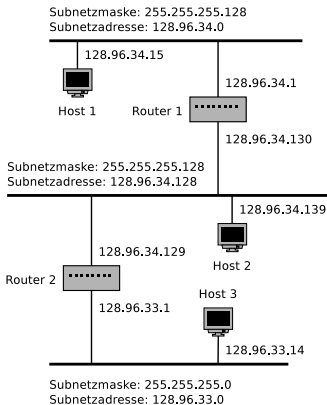 Subnetzmaske: 255.255.255.128
Subnetzadresse: 128.96.34.0
128.96.34.15
128.96.34.1
Host 1
Router 1
128.96.34.130
Subnetzmaske: 255.255.255.128
Subnetzadresse: 128.96.34.128
128.96.34.139
128.96.34.129
Host 2
Router 2
Host 3
128.96.33.1
128.96.33.14
Subnetzmaske: 255.255.255.0
Subnetzadresse: 128.96.33.0